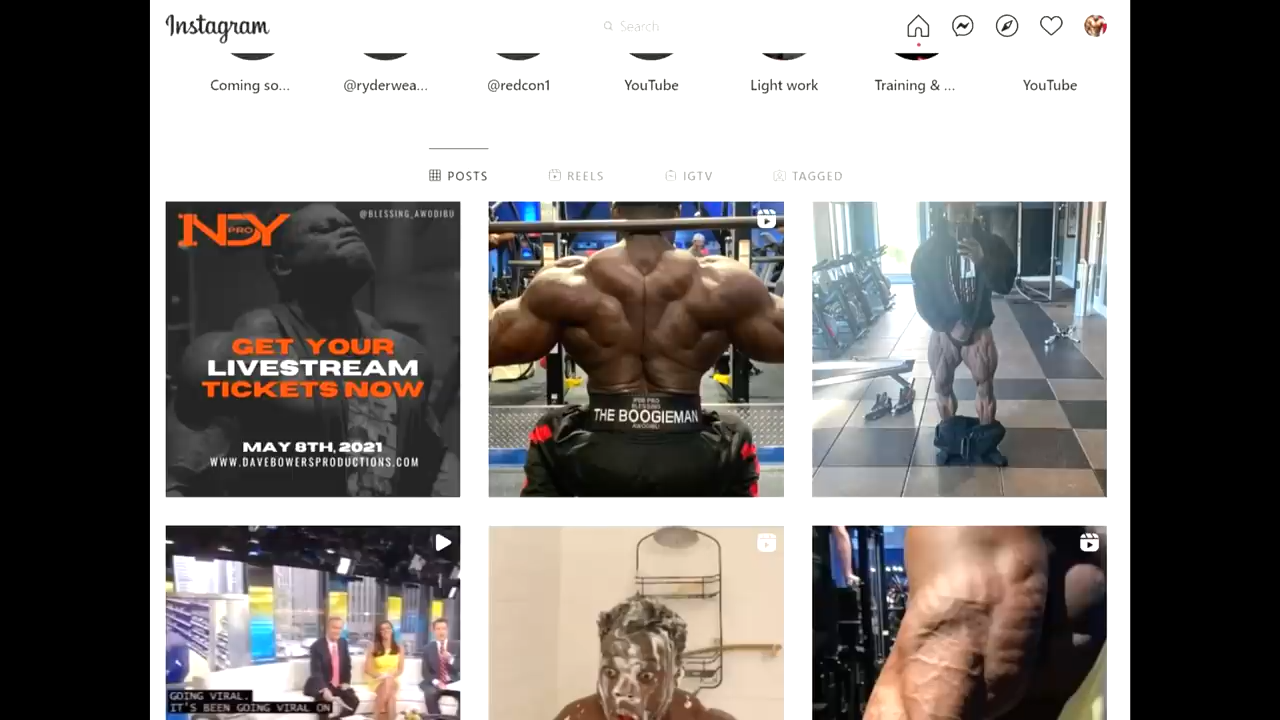 Instagram
Search
Coming so...
@ryderwea...
@redcon1
YouTube
Light work
Training & ...
YouTube
POSTS
REELS
IGTV
TAGGED
@BLESSING_AWODIBU
INDY
PRO
GET YOUR
LIVESTREAM
TICKETS NOW
MAY 8TH, 2021
WWW.DAVEBOWERSPRODUCTIONS.COM
IFBB PRO
BLESSING
THE BOOGIEMAN
AWODIBU
GOING VIRAL.
IT'S BEEN GOING VIRAL ON